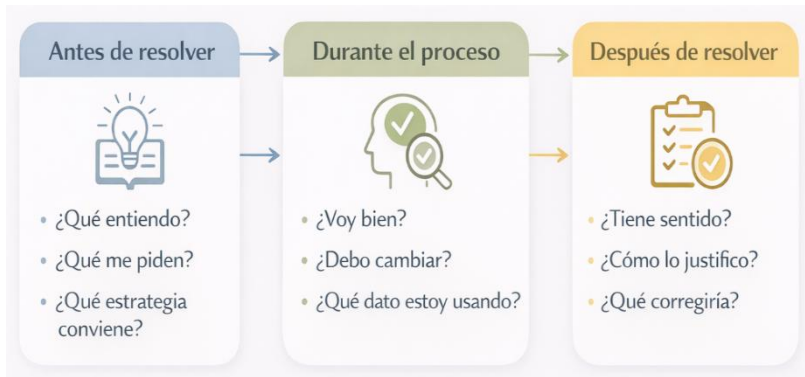 Antes de resolver
• ¿Qué entiendo?
• ¿Qué me piden?
• ¿Qué estrategia
conviene?
Durante el proceso
• ¿Voy bien?
• ¿Debo cambiar?
• ¿Qué dato estoy usando?
Después de resolver
• ¿Tiene sentido?
• ¿Cómo lo justifico?
• ¿Qué corregiría?